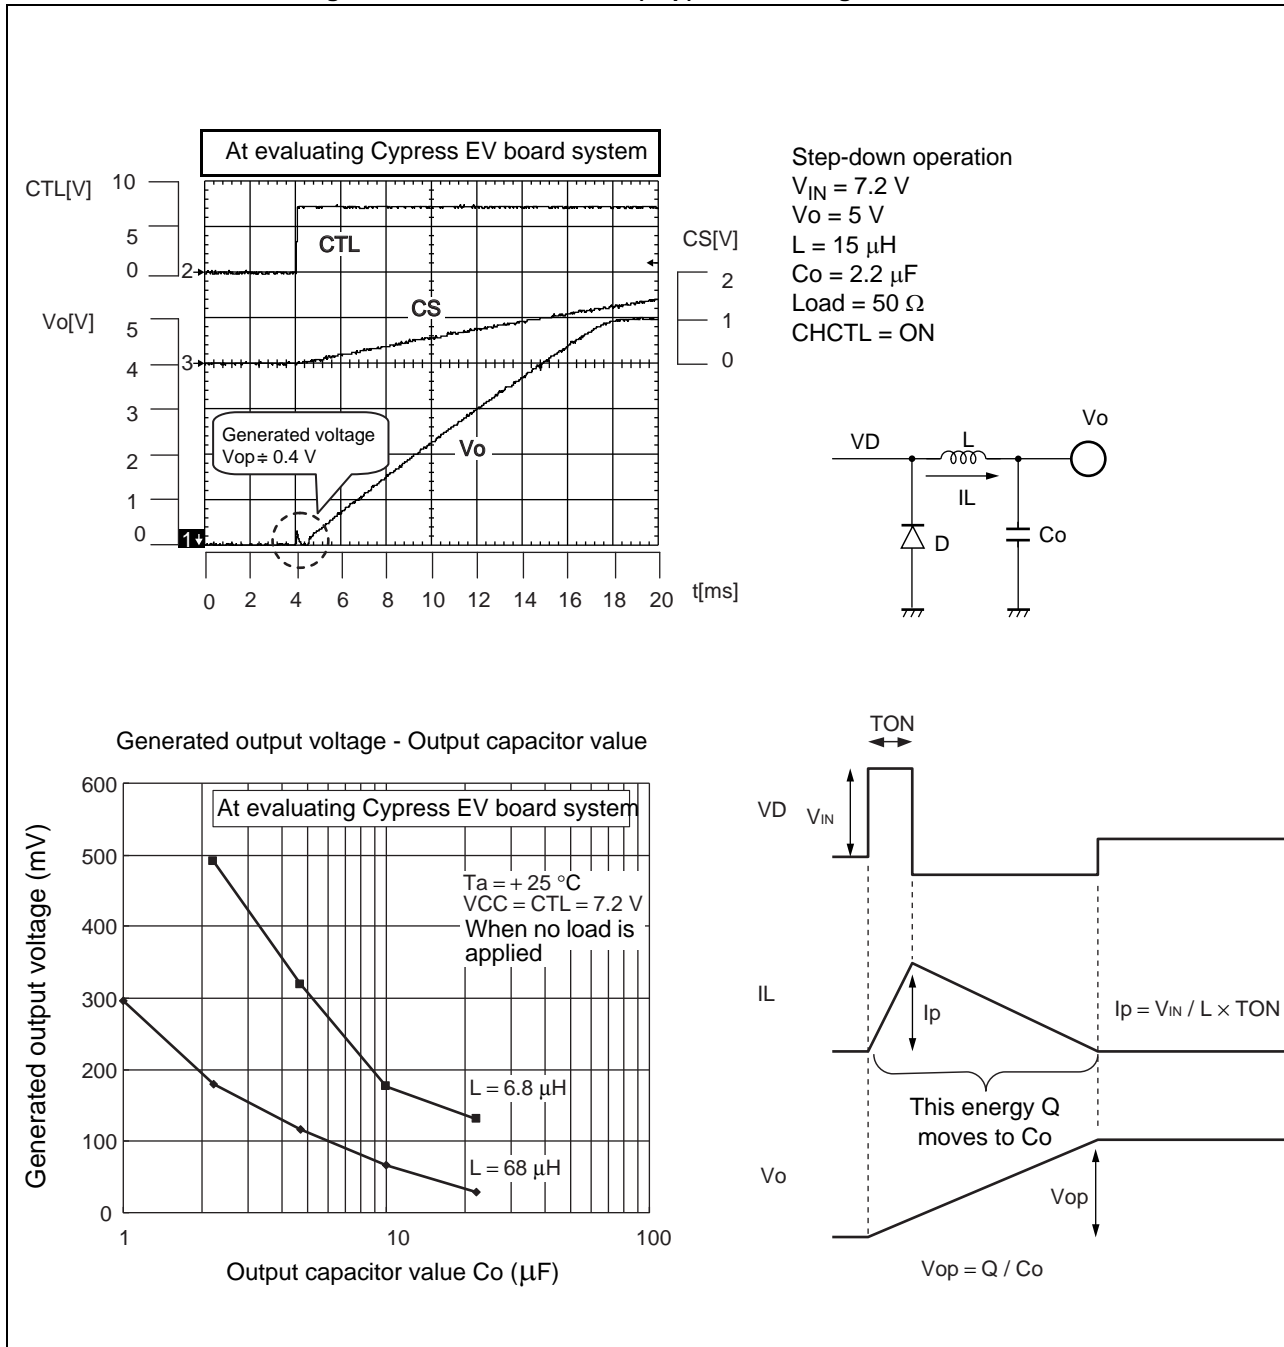 At evaluating Cypress EV board system
CTL[V]
10
5
0
2
CTL
CS[V]
2
1
0
CS
Vo[V]
5
4
3
2
1
0
3
Generated voltage
Vop≑0.4 V
Vo
1
0 2 4 6 8 10 12 14 16 18 20
t[ms]
Step-down operation
VIN = 7.2 V
Vo = 5 V
L = 15 μH
Co = 2.2 μF
Load = 50 Ω
CHCTL = ON
VD
L
Vo
IL
D
Co
Generated output voltage - Output capacitor value
At evaluating Cypress EV board system
Generated output voltage (mV)
600
500
400
300
200
100
0
Ta = + 25 °C
VCC = CTL = 7.2 V
When no load is
applied
L = 6.8 μH
L = 68 μH
1 10 100
Output capacitor value Co (μF)
TON
VD
VIN
IL
Ip
Ip = VIN / L × TON
This energy Q
moves to Co
Vo
Vop
Vop = Q / Co